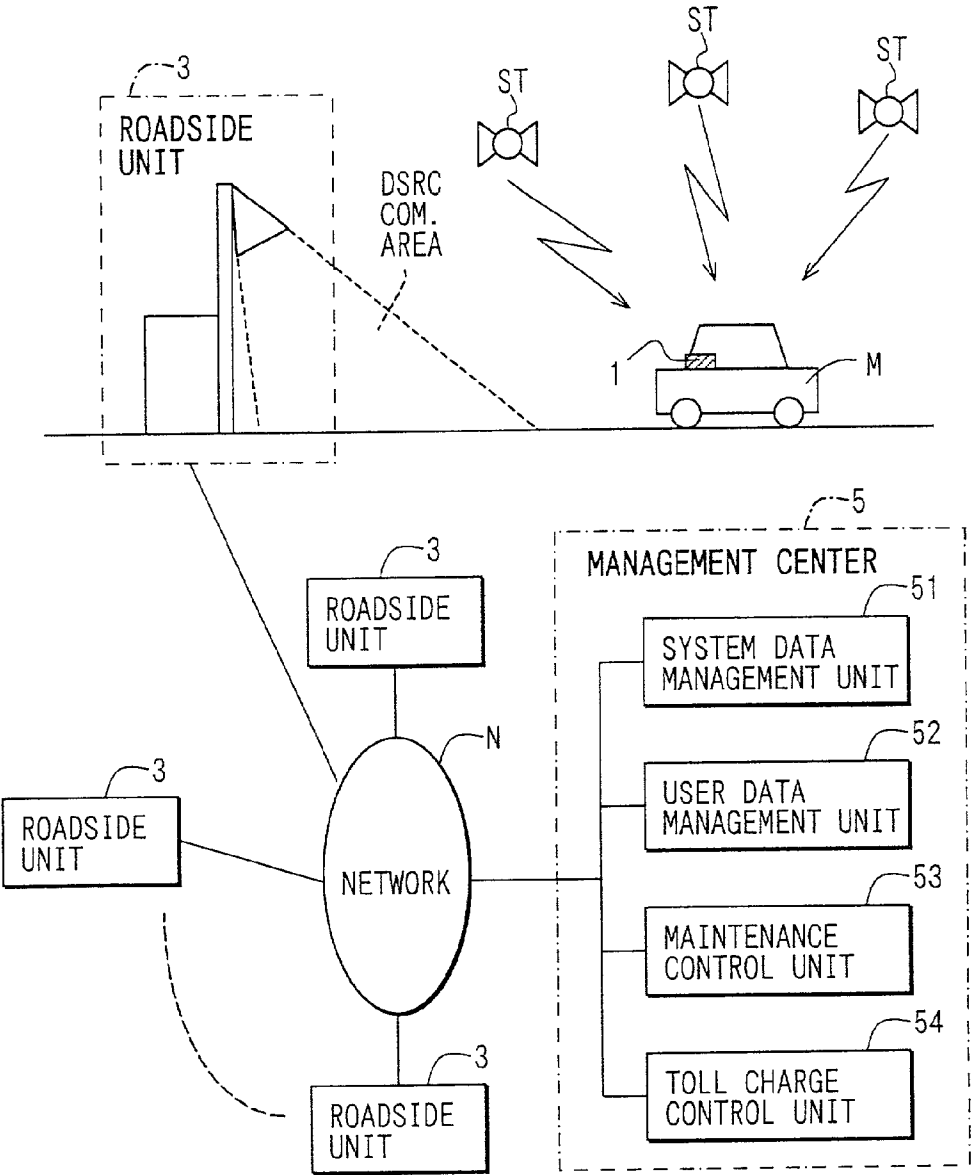 3
ROADSIDE
UNIT
ST
ST
ST
DSRC
COM.
AREA
1
M
3
ROADSIDE
UNIT
N
3
ROADSIDE
UNIT
NETWORK
3
ROADSIDE
UNIT
5
MANAGEMENT CENTER
51
SYSTEM DATA
MANAGEMENT UNIT
52
USER DATA
MANAGEMENT UNIT
53
MAINTENANCE
CONTROL UNIT
54
TOLL CHARGE
CONTROL UNIT